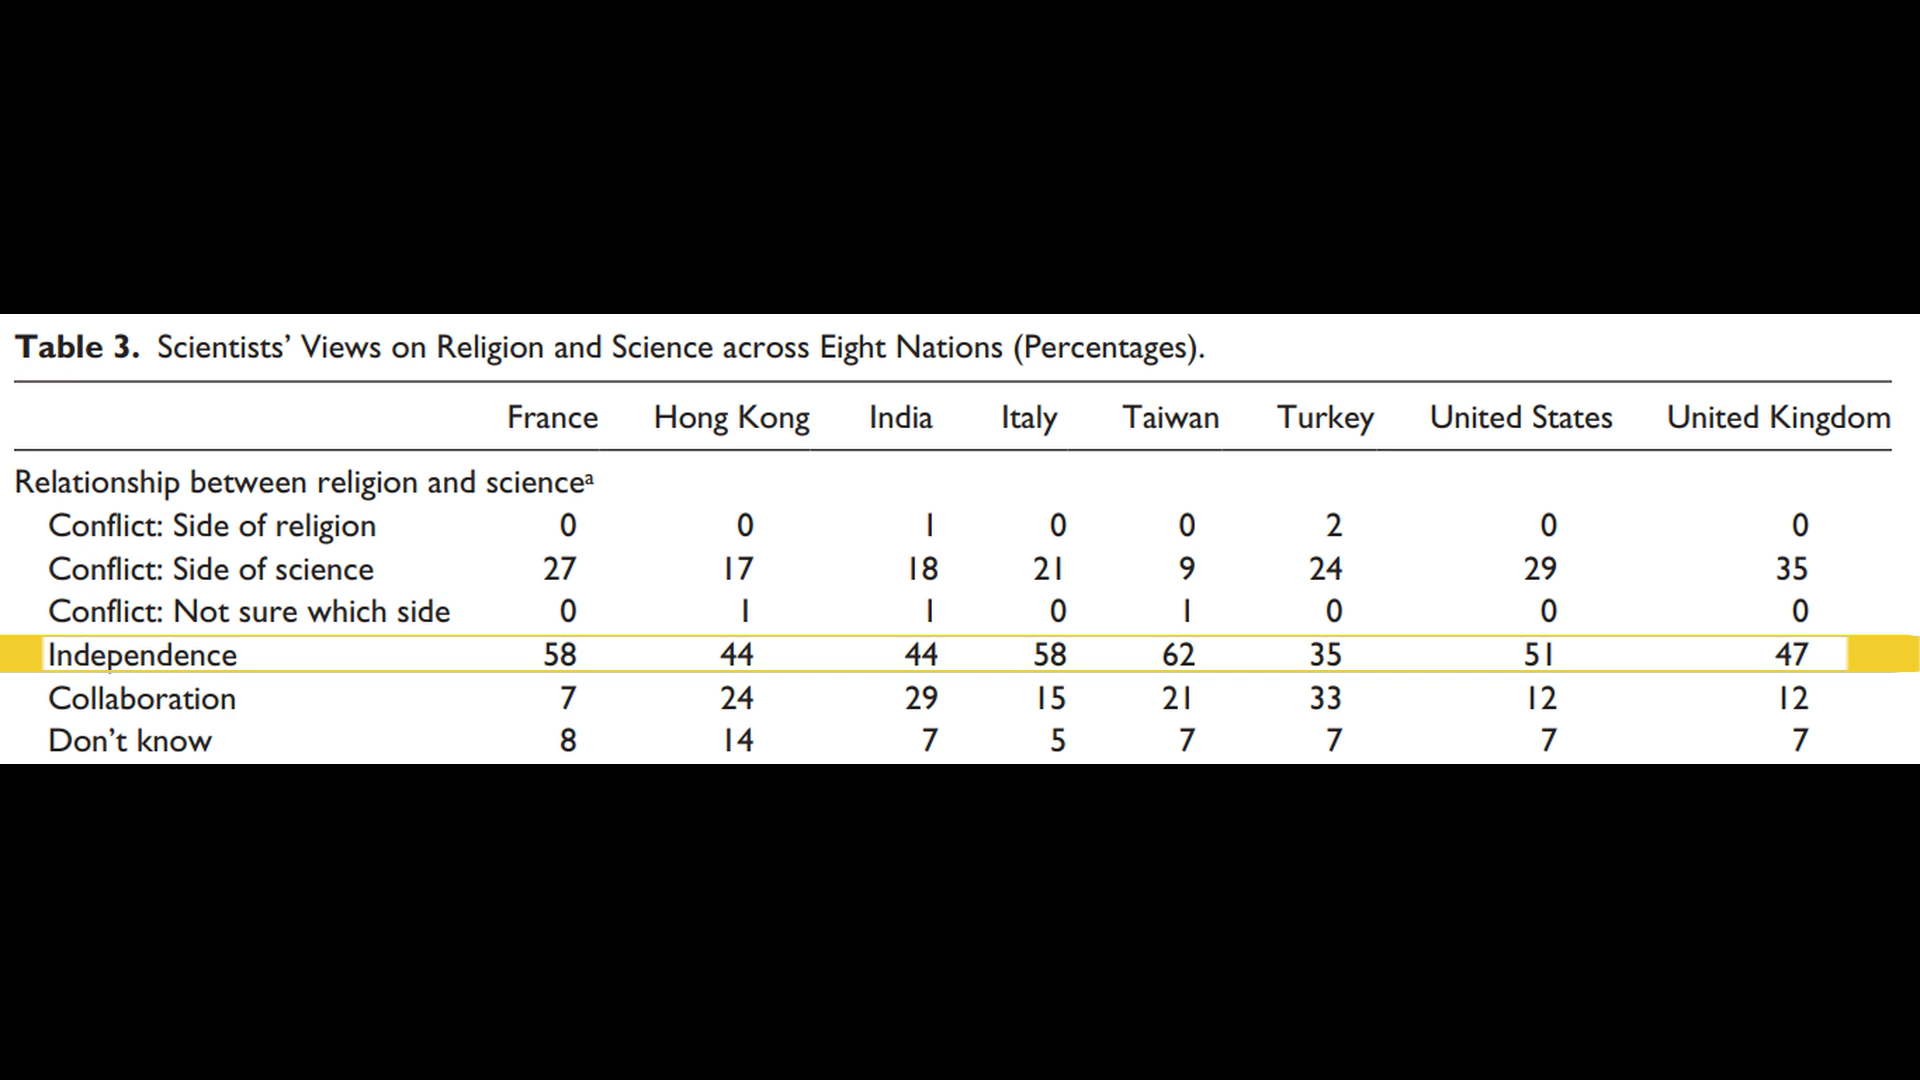 Table 3. Scientists’ Views on Religion and Science across Eight Nations (Percentages).
France Hong Kong India Italy Taiwan Turkey United States United Kingdom
Relationship between religion and scienceᵃ
Conflict: Side of religion 0 0 1 0 0 2 0 0
Conflict: Side of science 27 17 18 21 9 24 29 35
Conflict: Not sure which side 0 1 1 0 1 0 0 0
Independence 58 44 44 58 62 35 51 47
Collaboration 7 24 29 15 21 33 12 12
Don’t know 8 14 7 5 7 7 7 7